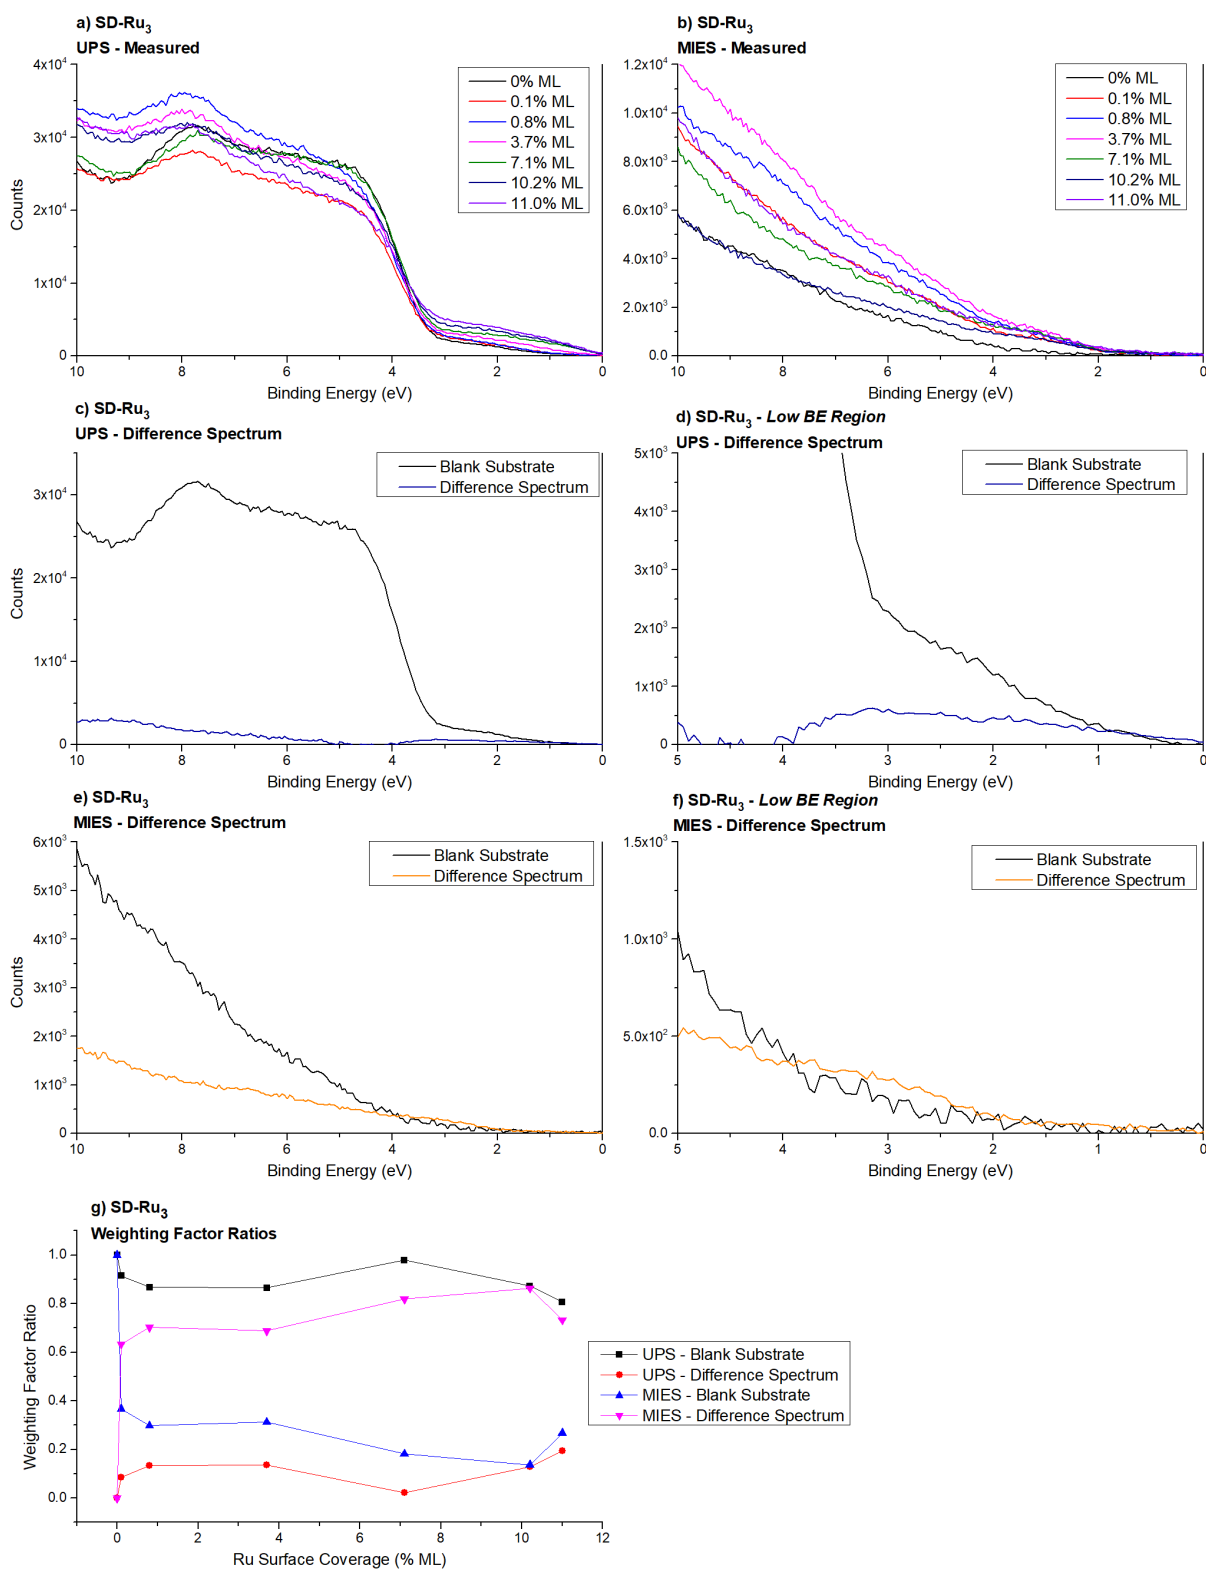 a) SD-Ru3
UPS - Measured
4x10^4
3x10^4
2x10^4
1x10^4
0
Counts
10 8 6 4 2 0
Binding Energy (eV)
0% ML
0.1% ML
0.8% ML
3.7% ML
7.1% ML
10.2% ML
11.0% ML
b) SD-Ru3
MIES - Measured
1.2x10^4
1.0x10^4
8.0x10^3
6.0x10^3
4.0x10^3
2.0x10^3
0.0
10 8 6 4 2 0
Binding Energy (eV)
0% ML
0.1% ML
0.8% ML
3.7% ML
7.1% ML
10.2% ML
11.0% ML
c) SD-Ru3
UPS - Difference Spectrum
3x10^4
2x10^4
1x10^4
0
Counts
10 8 6 4 2 0
Binding Energy (eV)
Blank Substrate
Difference Spectrum
d) SD-Ru3 - Low BE Region
UPS - Difference Spectrum
5x10^3
4x10^3
3x10^3
2x10^3
1x10^3
0
5 4 3 2 1 0
Binding Energy (eV)
Blank Substrate
Difference Spectrum
e) SD-Ru3
MIES - Difference Spectrum
6x10^3
5x10^3
4x10^3
3x10^3
2x10^3
1x10^3
0
Counts
10 8 6 4 2 0
Binding Energy (eV)
Blank Substrate
Difference Spectrum
f) SD-Ru3 - Low BE Region
MIES - Difference Spectrum
1.5x10^3
1.0x10^3
5.0x10^2
0.0
5 4 3 2 1 0
Binding Energy (eV)
Blank Substrate
Difference Spectrum
g) SD-Ru3
Weighting Factor Ratios
1.0
0.8
0.6
0.4
0.2
0.0
Weighting Factor Ratio
0 2 4 6 8 10 12
Ru Surface Coverage (% ML)
UPS - Blank Substrate
UPS - Difference Spectrum
MIES - Blank Substrate
MIES - Difference Spectrum